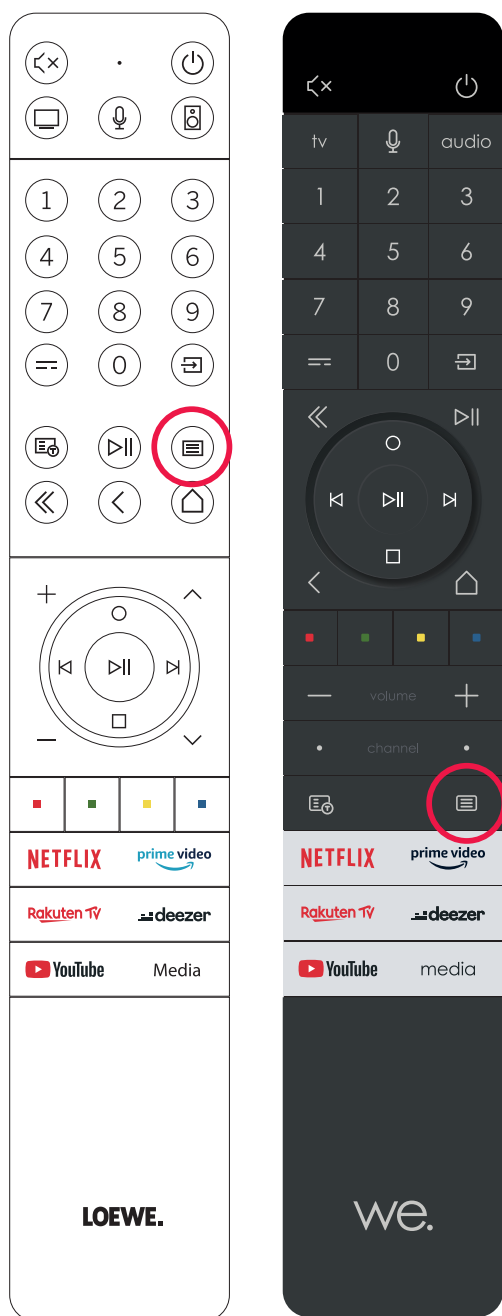 1 2 3
4 5 6
7 8 9
0
T
NETFLIX prime video
Rakuten TV deezer
YouTube Media
LOEWE.
tv audio
1 2 3
4 5 6
7 8 9
0
volume
channel
T
NETFLIX prime video
Rakuten TV deezer
YouTube media
we.